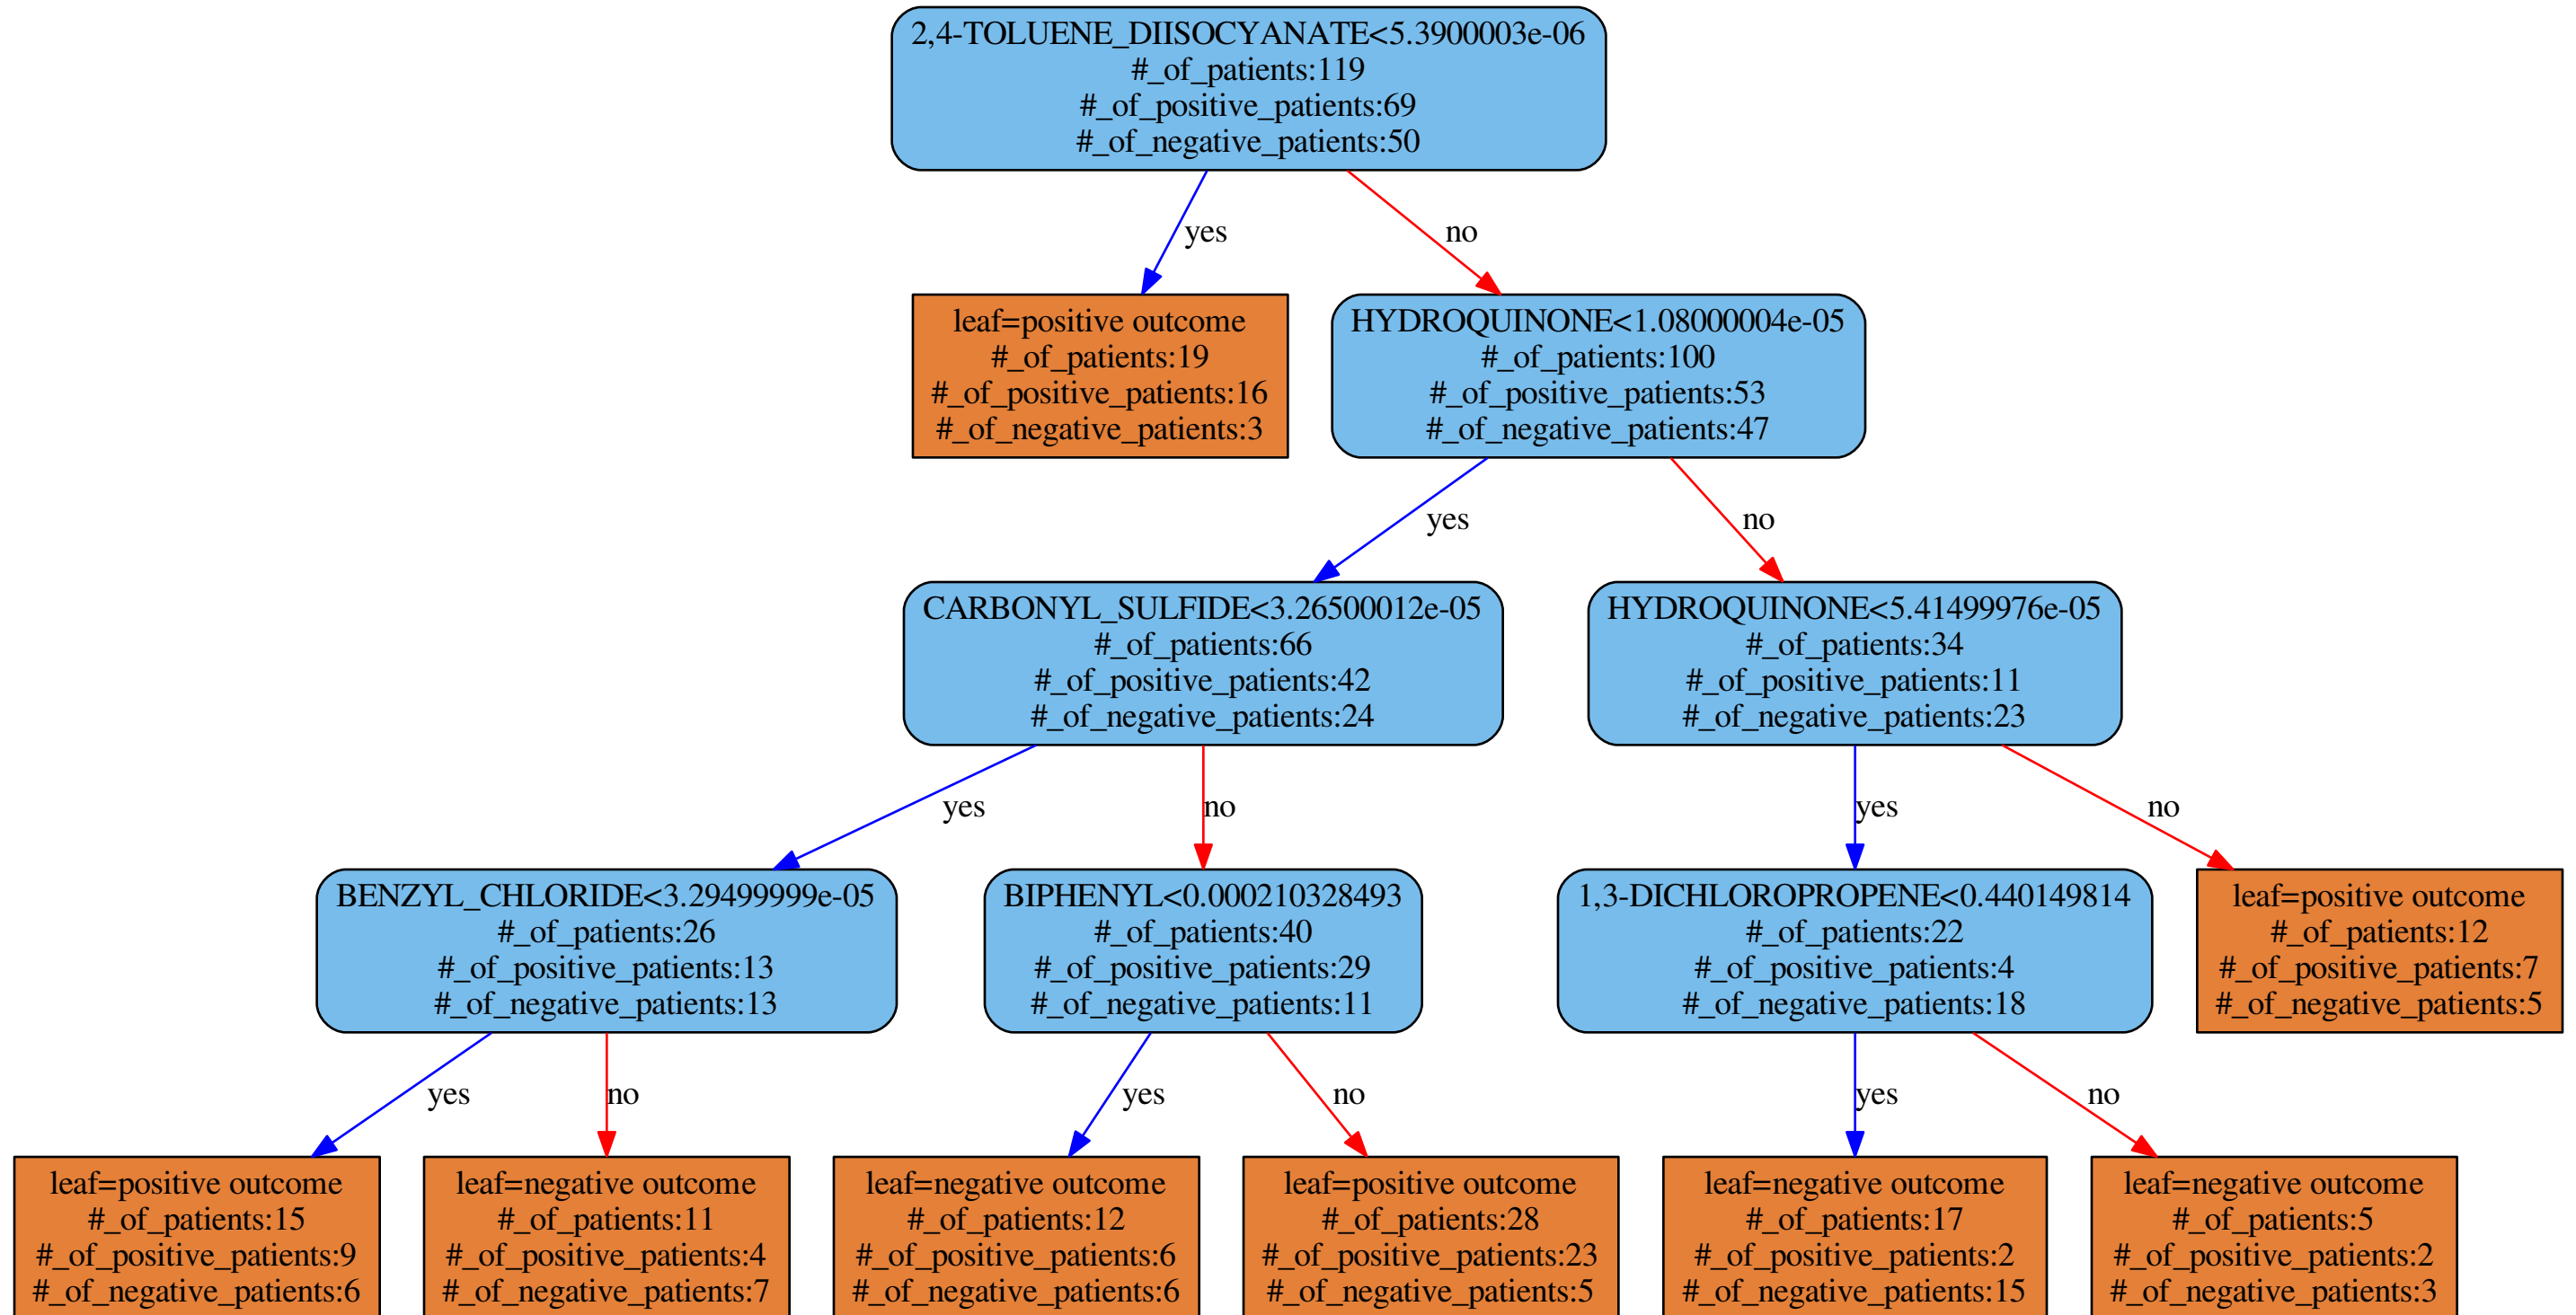 2,4-TOLUENE_DIISOCYANATE<5.3900003e-06
#_of_patients:119
#_of_positive_patients:69
#_of_negative_patients:50
yes
no
leaf=positive outcome
#_of_patients:19
#_of_positive_patients:16
#_of_negative_patients:3
HYDROQUINONE<1.08000004e-05
#_of_patients:100
#_of_positive_patients:53
#_of_negative_patients:47
yes
no
CARBONYL_SULFIDE<3.26500012e-05
#_of_patients:66
#_of_positive_patients:42
#_of_negative_patients:24
HYDROQUINONE<5.41499976e-05
#_of_patients:34
#_of_positive_patients:11
#_of_negative_patients:23
yes
no
yes
no
BENZYL_CHLORIDE<3.29499999e-05
#_of_patients:26
#_of_positive_patients:13
#_of_negative_patients:13
BIPHENYL<0.000210328493
#_of_patients:40
#_of_positive_patients:29
#_of_negative_patients:11
1,3-DICHLOROPROPENE<0.440149814
#_of_patients:22
#_of_positive_patients:4
#_of_negative_patients:18
leaf=positive outcome
#_of_patients:12
#_of_positive_patients:7
#_of_negative_patients:5
yes
no
yes
no
yes
no
leaf=positive outcome
#_of_patients:15
#_of_positive_patients:9
#_of_negative_patients:6
leaf=negative outcome
#_of_patients:11
#_of_positive_patients:4
#_of_negative_patients:7
leaf=negative outcome
#_of_patients:12
#_of_positive_patients:6
#_of_negative_patients:6
leaf=positive outcome
#_of_patients:28
#_of_positive_patients:23
#_of_negative_patients:5
leaf=negative outcome
#_of_patients:17
#_of_positive_patients:2
#_of_negative_patients:15
leaf=negative outcome
#_of_patients:5
#_of_positive_patients:2
#_of_negative_patients:3